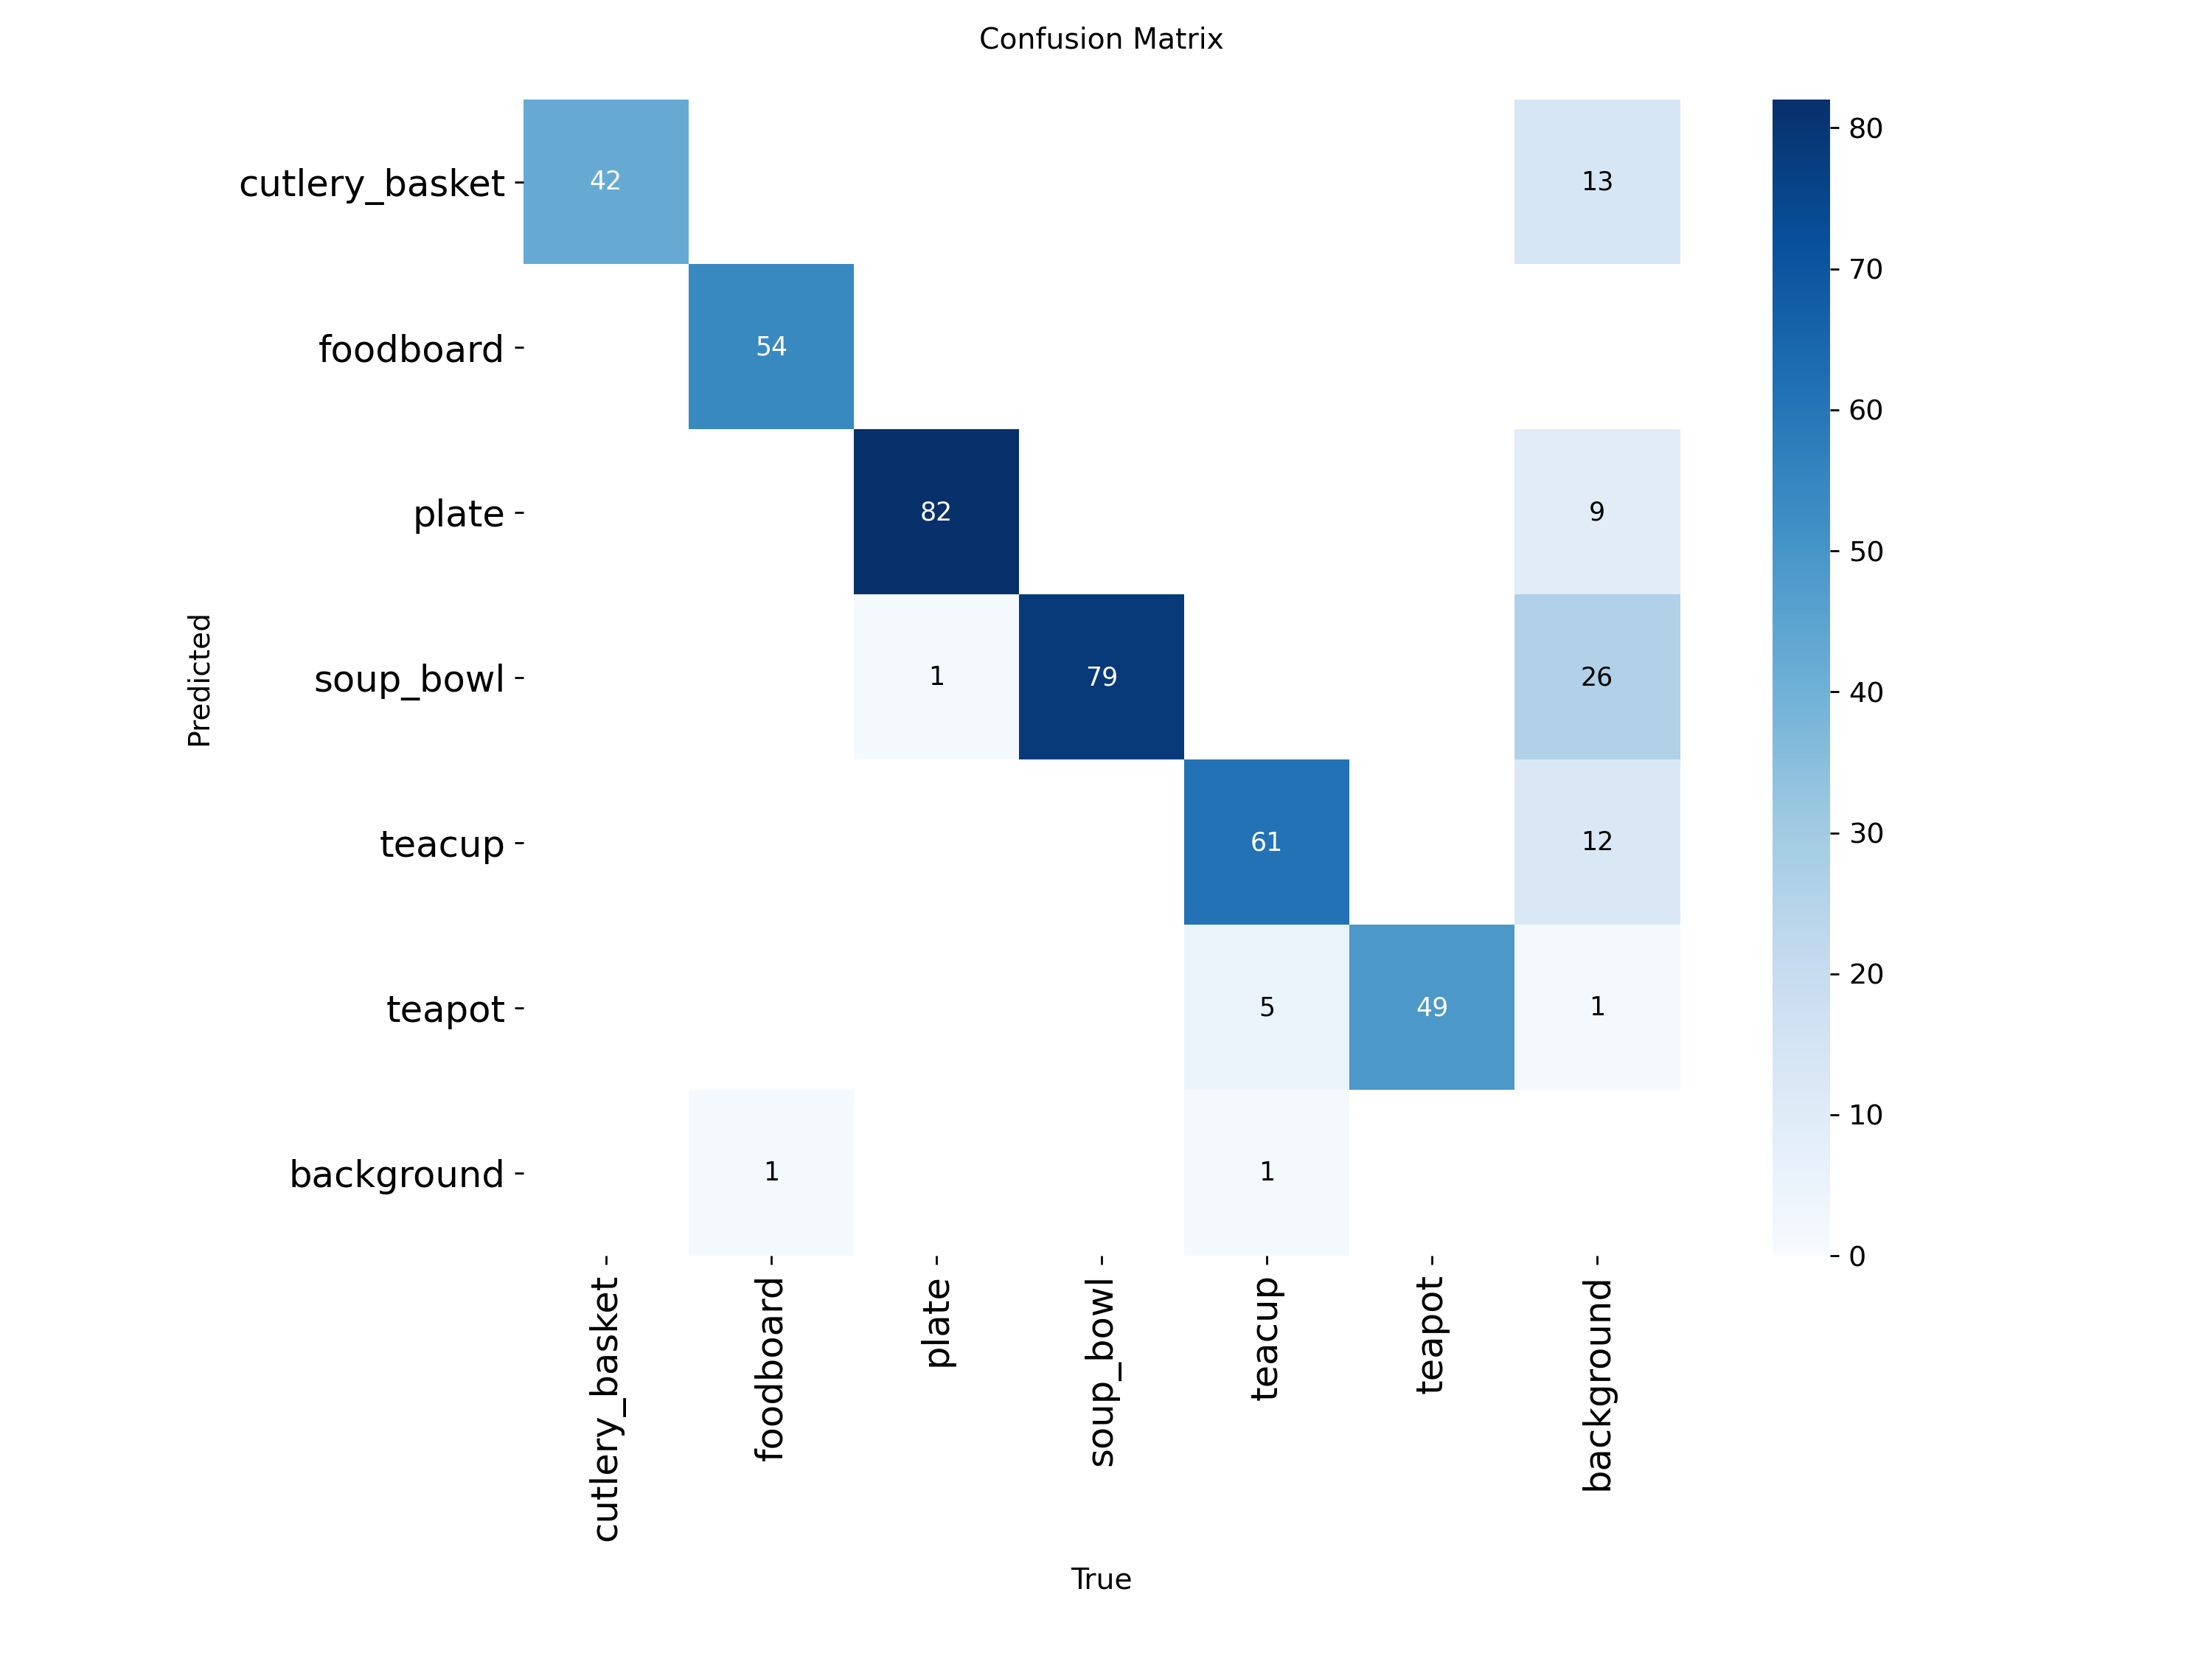 Confusion Matrix
cutlery_basket
42
13
80
70
foodboard
54
60
plate
82
9
50
Predicted
soup_bowl
1
79
26
40
teacup
61
12
30
teapot
5
49
1
20
background
1
1
10
0
cutlery_basket
foodboard
plate
soup_bowl
teacup
teapot
background
True